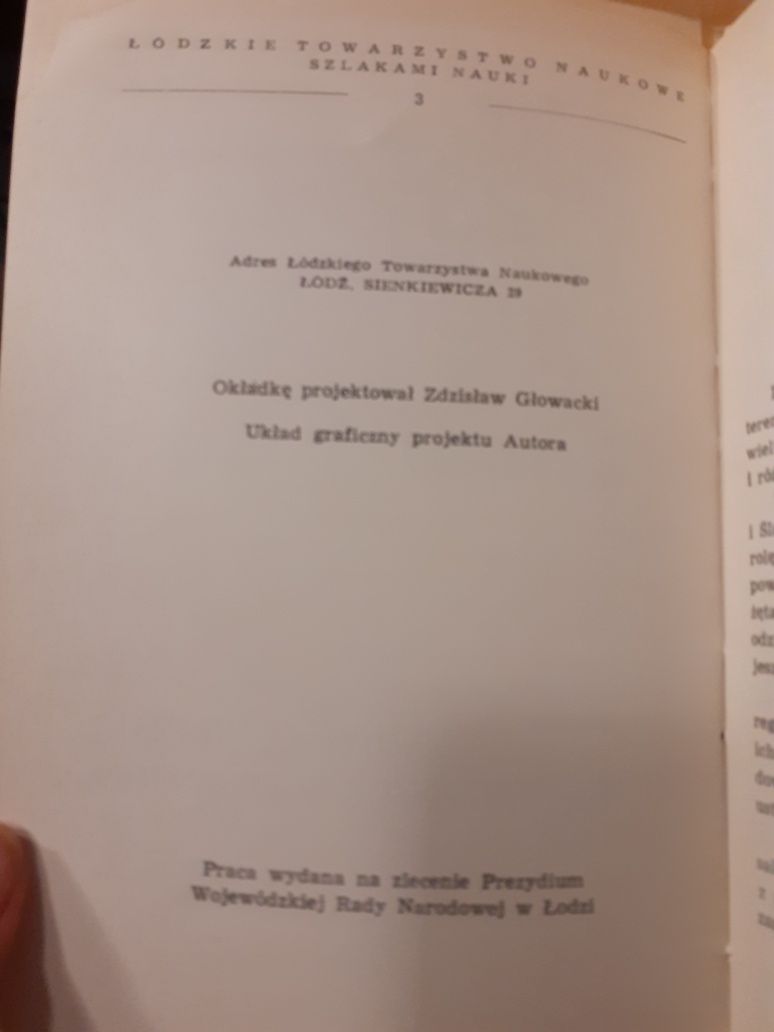 ŁÓDZKIE TOWARZYSTWO NAUKOWE
SZLAKAMI NAUKI
3
Adres Łódzkiego Towarzystwa Naukowego
ŁÓDŹ, SIENKIEWICZA 29
Okładkę projektował Zdzisław Głowacki
Układ graficzny projektu Autora
Praca wydana na zlecenie Prezydium
Wojewódzkiej Rady Narodowej w Łodzi